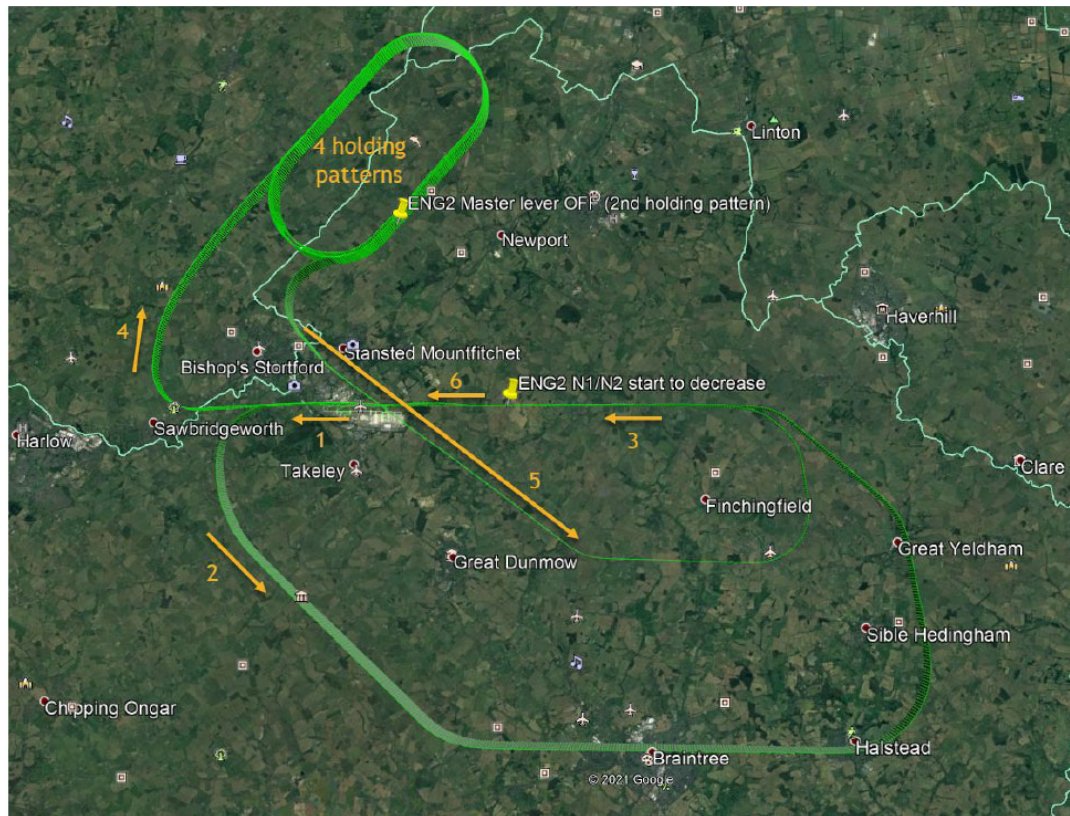 Linton
4 holding
patterns
ENG2 Master lever OFF (2nd holding pattern)
Newport
Haverhill
4
Stansted Mountfitchet
Bishop's Stortford
6
ENG2 N1/N2 start to decrease
Sawbridgeworth
1
3
Harlow
Takeley
5
Clare
Finchingfield
Great Yeldham
2
Great Dunmow
Sible Hedingham
Chipping Ongar
Halstead
Braintree
© 2021 Google